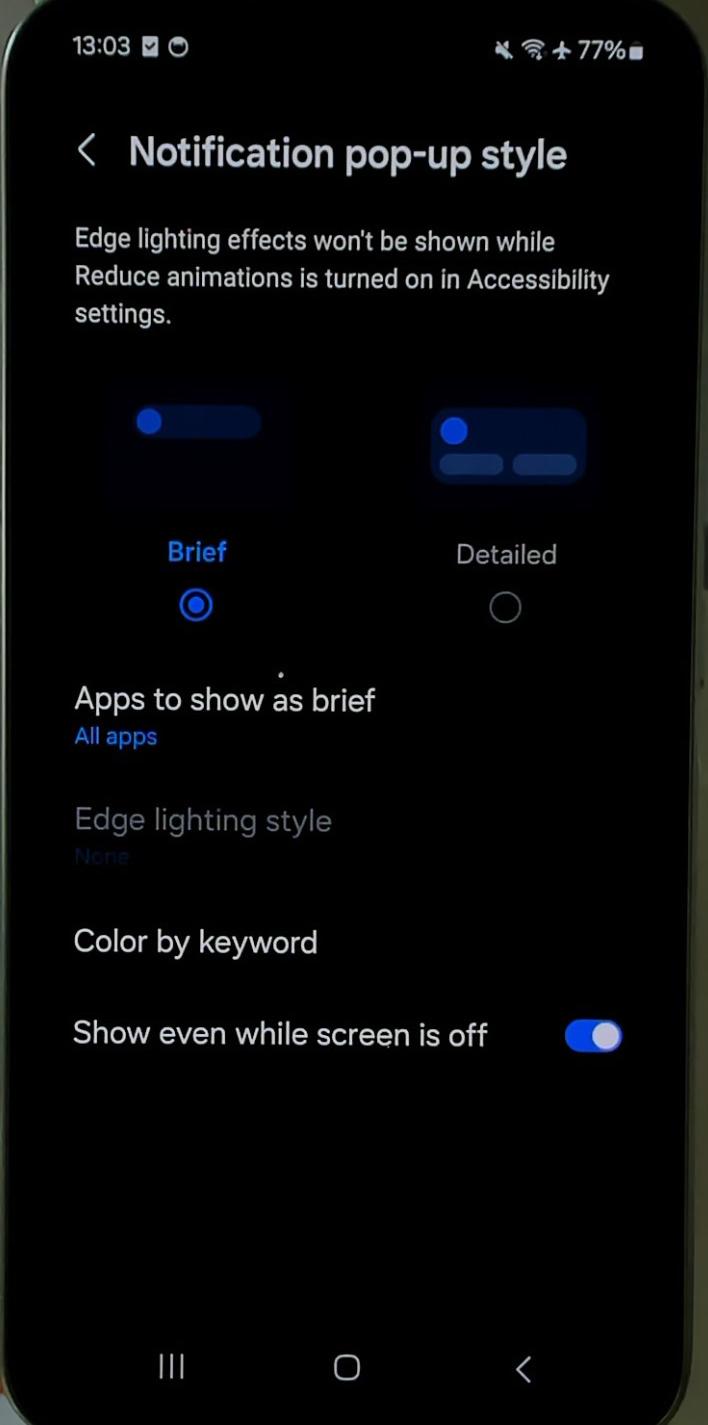 13:03
77%
Notification pop-up style
Edge lighting effects won't be shown while
Reduce animations is turned on in Accessibility
settings.
Brief
Detailed
Apps to show as brief
All apps
Edge lighting style
None
Color by keyword
Show even while screen is off